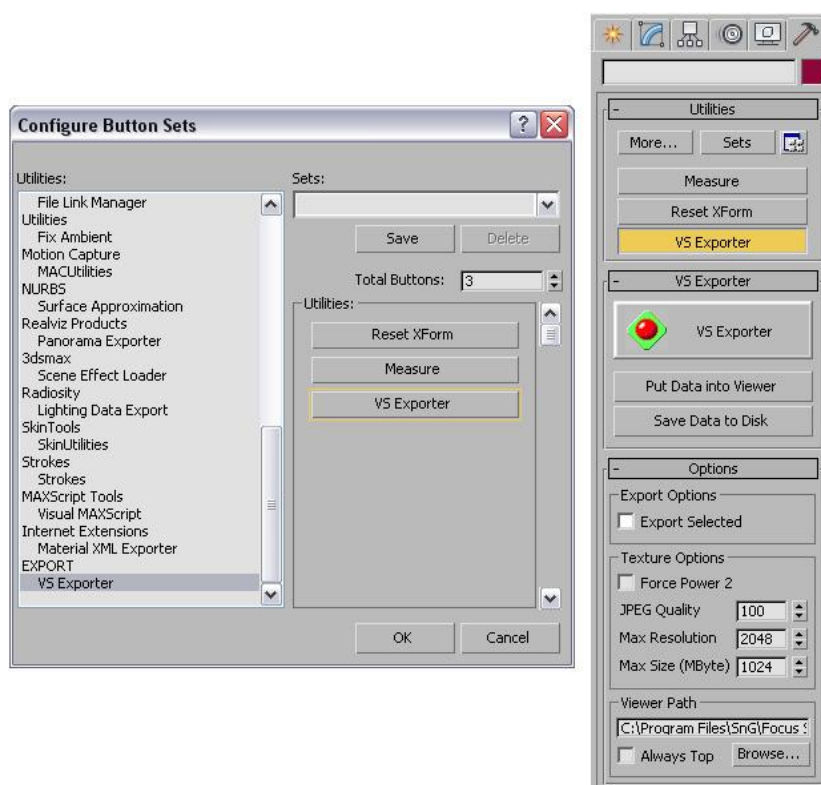 Configure Button Sets
Utilities:
File Link Manager
Utilities
Fix Ambient
Motion Capture
MACUtilities
NURBS
Surface Approximation
Realviz Products
Panorama Exporter
3dsmax
Scene Effect Loader
Radiosity
Lighting Data Export
SkinTools
SkinUtilities
Strokes
Strokes
MAXScript Tools
Visual MAXScript
Internet Extensions
Material XML Exporter
EXPORT
VS Exporter
Sets:
Save Delete
Total Buttons: 3
Utilities:
Reset XForm
Measure
VS Exporter
OK Cancel
- Utilities
More... Sets
Measure
Reset XForm
VS Exporter
- VS Exporter
VS Exporter
Put Data into Viewer
Save Data to Disk
- Options
Export Options
Export Selected
Texture Options
Force Power 2
JPEG Quality 100
Max Resolution 2048
Max Size (MByte) 1024
Viewer Path
C:\Program Files\SnG\Focus
Always Top Browse...